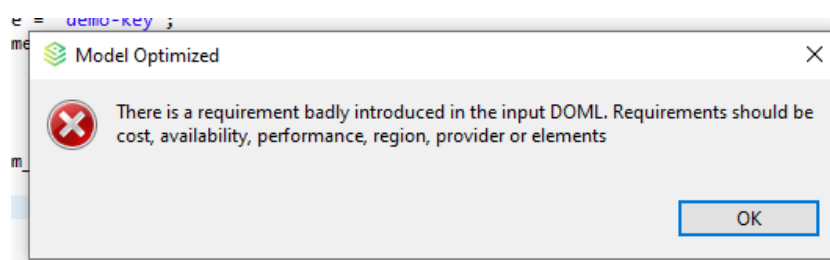 e = "demo-key";
me
Model Optimized
There is a requirement badly introduced in the input DOML. Requirements should be
cost, availability, performance, region, provider or elements
m_
OK